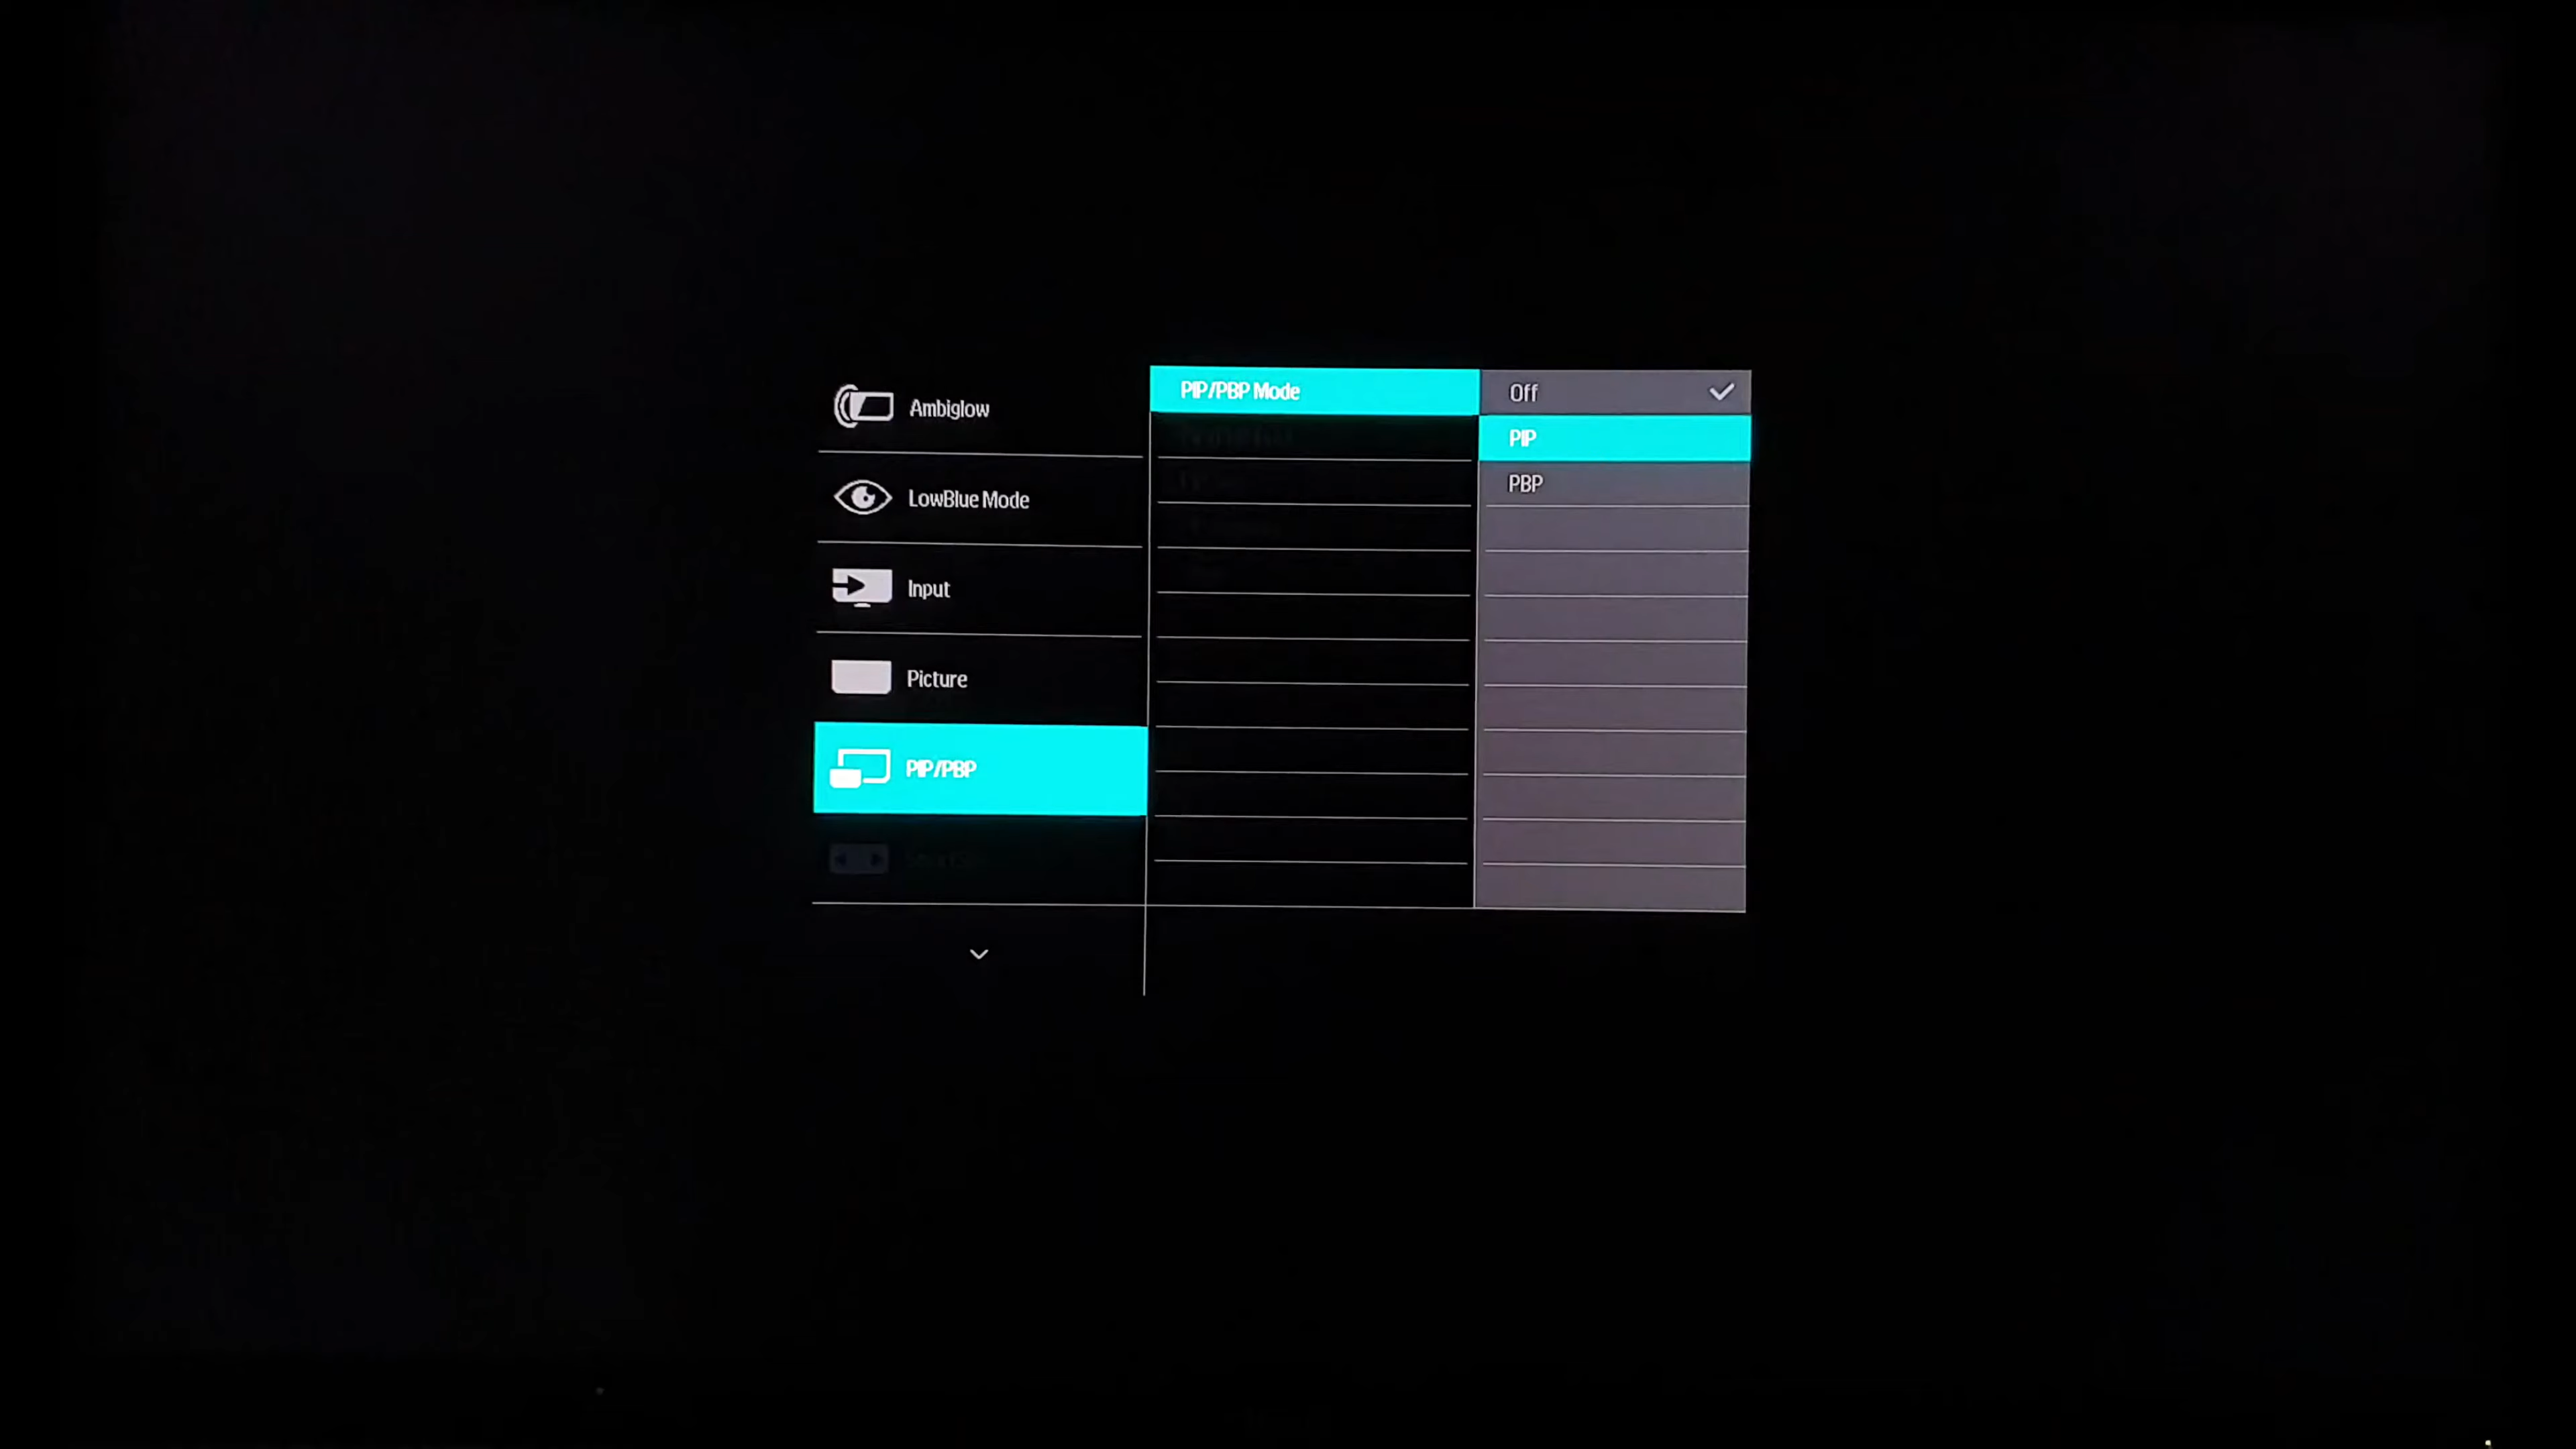 Ambiglow
LowBlue Mode
Input
Picture
PIP/PBP
PIP/PBP Mode
Off
PIP
PBP